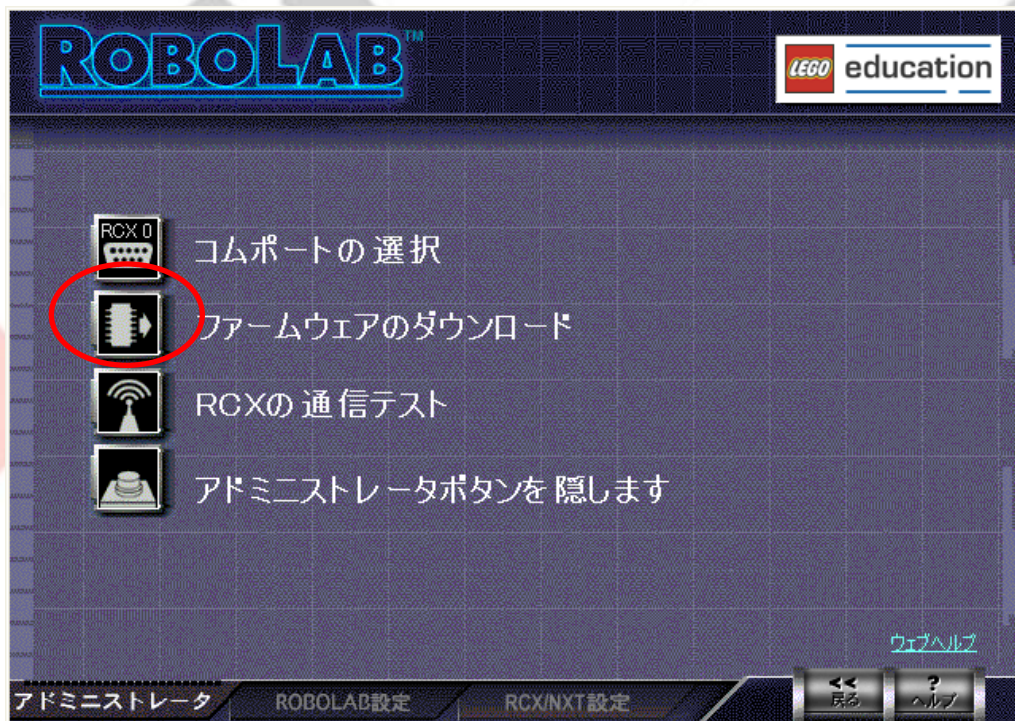 ROBOLAB™
LEGO education
RCX 0
コムポートの選択
ファームウェアのダウンロード
RCXの通信テスト
アドミニストレータボタンを隠します
ウェブヘルプ
アドミニストレータ ROBOLAB設定 RCX/NXT設定 << 戻る ? ヘルプ